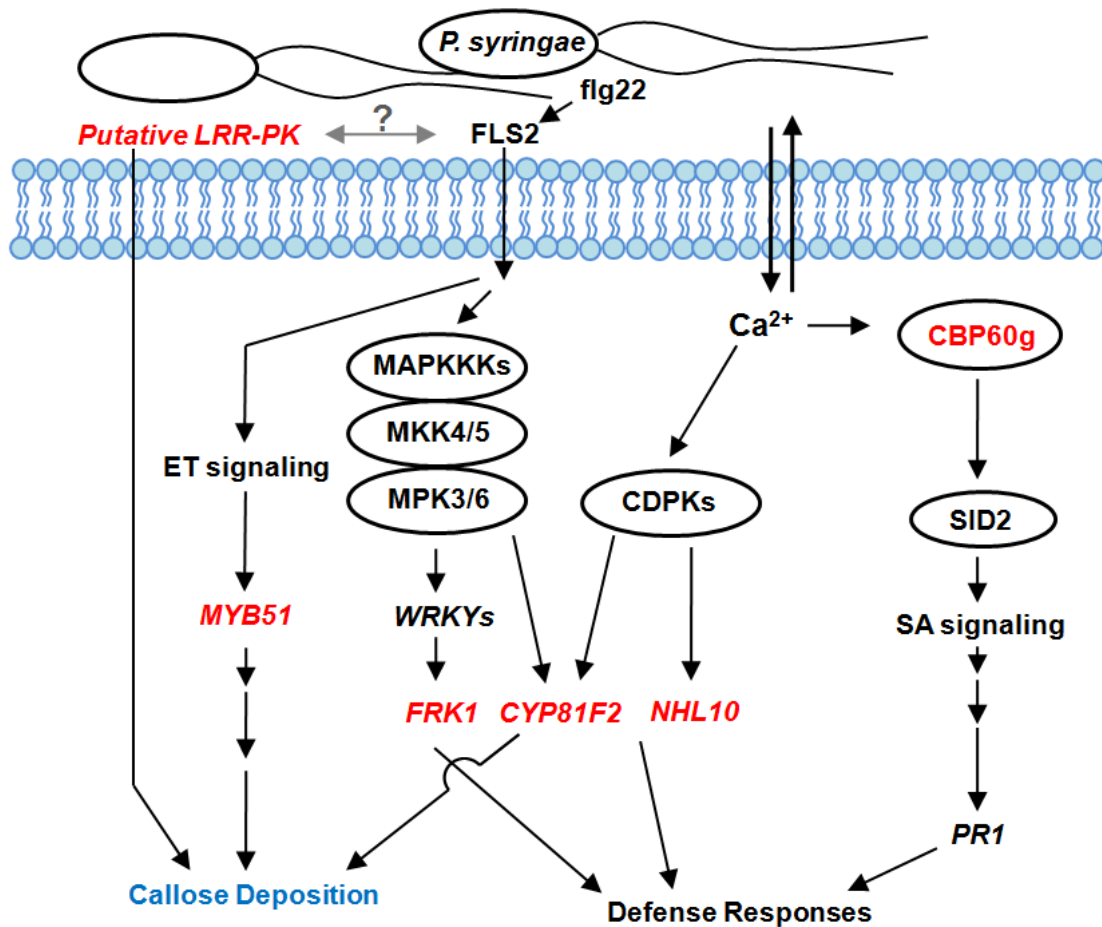 P. syringae
flg22
?
Putative LRR-PK
FLS2
Ca²⁺
CBP60g
MAPKKKs
MKK4/5
ET signaling
MPK3/6
CDPKs
SID2
MYB51
WRKYs
SA signaling
FRK1
CYP81F2
NHL10
PR1
Callose Deposition
Defense Responses